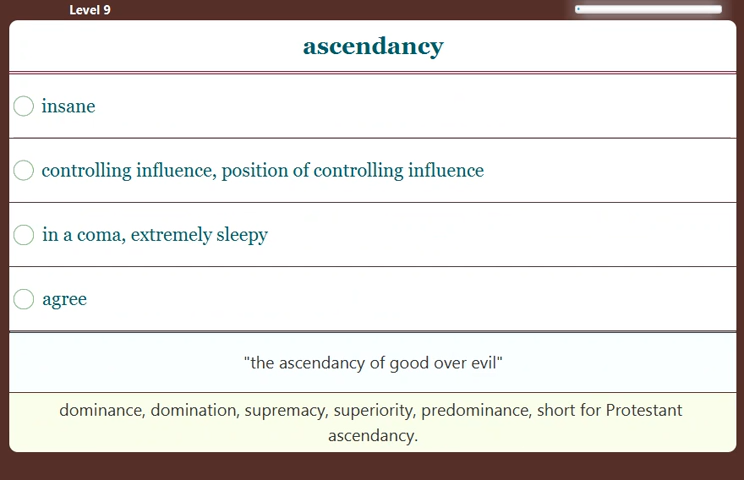 Level 9
ascendancy
insane
controlling influence, position of controlling influence
in a coma, extremely sleepy
agree
"the ascendancy of good over evil"
dominance, domination, supremacy, superiority, predominance, short for Protestant
ascendancy.